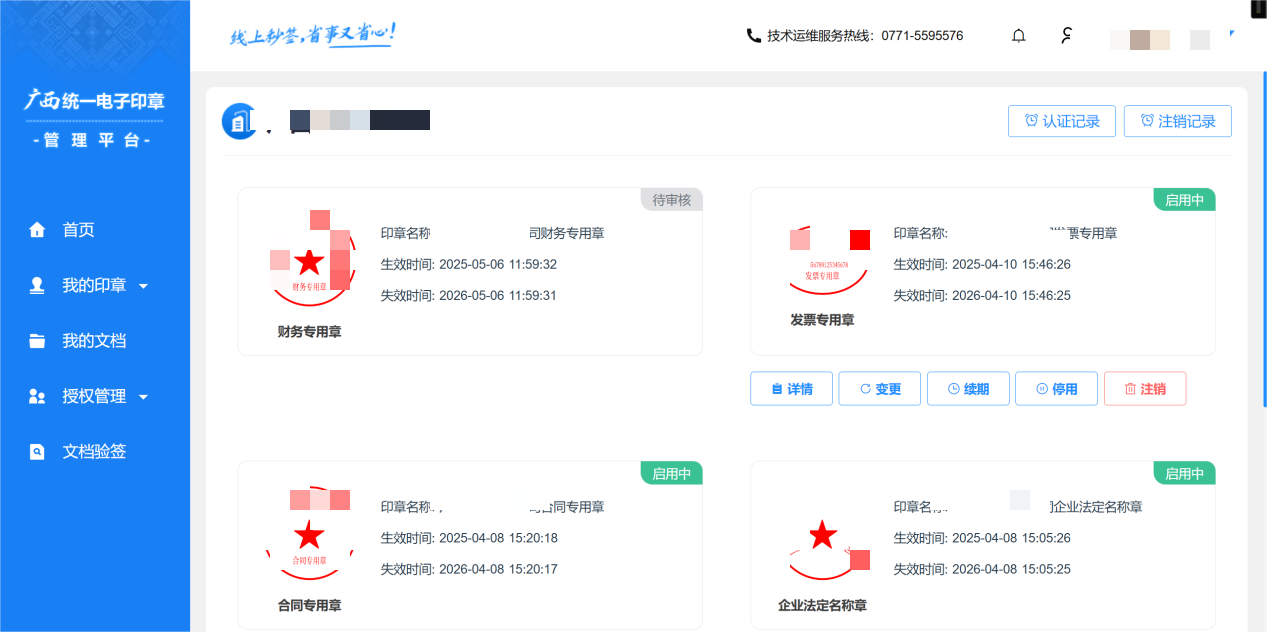 线上秒签,省事又省心!
技术运维服务热线：0771-5595576
广西统一电子印章
-管理平台-
首页
我的印章
我的文档
授权管理
文档验签
认证记录
注销记录
待审核
财务专用章
印章名称
司财务专用章
生效时间: 2025-05-06 11:59:32
失效时间: 2026-05-06 11:59:31
财务专用章
启用中
发票专用章
印章名称:
票专用章
生效时间: 2025-04-10 15:46:26
失效时间: 2026-04-10 15:46:25
发票专用章
详情
变更
续期
停用
注销
启用中
合同专用章
印章名称
合同专用章
生效时间: 2025-04-08 15:20:18
失效时间: 2026-04-08 15:20:17
合同专用章
启用中
印章名
企业法定名称章
生效时间: 2025-04-08 15:05:26
失效时间: 2026-04-08 15:05:25
企业法定名称章